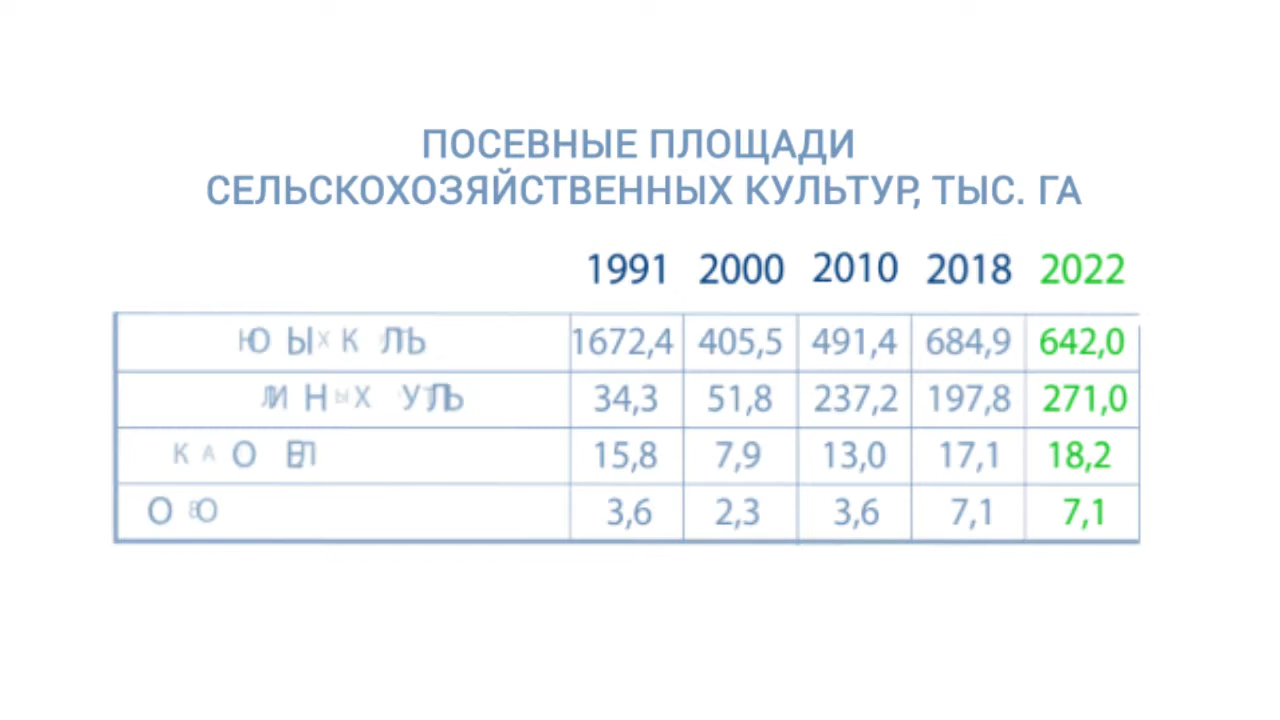 ПОСЕВНЫЕ ПЛОЩАДИ
СЕЛЬСКОХОЗЯЙСТВЕННЫХ КУЛЬТУР, ТЫС. ГА
1991 2000 2010 2018 2022
1672,4 405,5 491,4 684,9 642,0
34,3 51,8 237,2 197,8 271,0
15,8 7,9 13,0 17,1 18,2
3,6 2,3 3,6 7,1 7,1